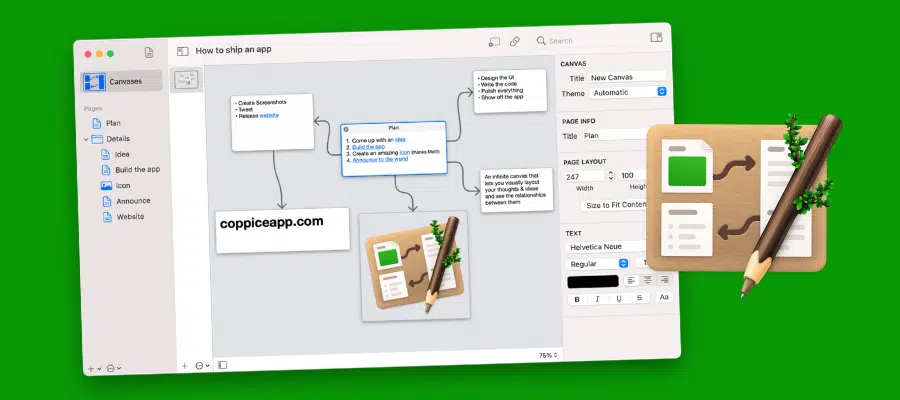 How to ship an app
Search
Canvases
Pages
Plan
Details
Idea
Build the app
Icon
Announce
Website
• Create Screenshots
• Tweet
• Release website
Plan
1. Come up with an idea
2. Build the app
3. Create an amazing icon (thanks Matt!)
4. Announce to the world
• Design the UI
• Write the code
• Polish everything
• Show off the app
An infinite canvas that
lets you visually layout
your thoughts & ideas
and see the relationships
between them
coppiceapp.com
75%
CANVAS
Title New Canvas
Theme Automatic
PAGE INFO
Title Plan
PAGE LAYOUT
247 100
Width Heigh
Size to Fit Conten
TEXT
Helvetica Neue
Regular
B I U S Aa